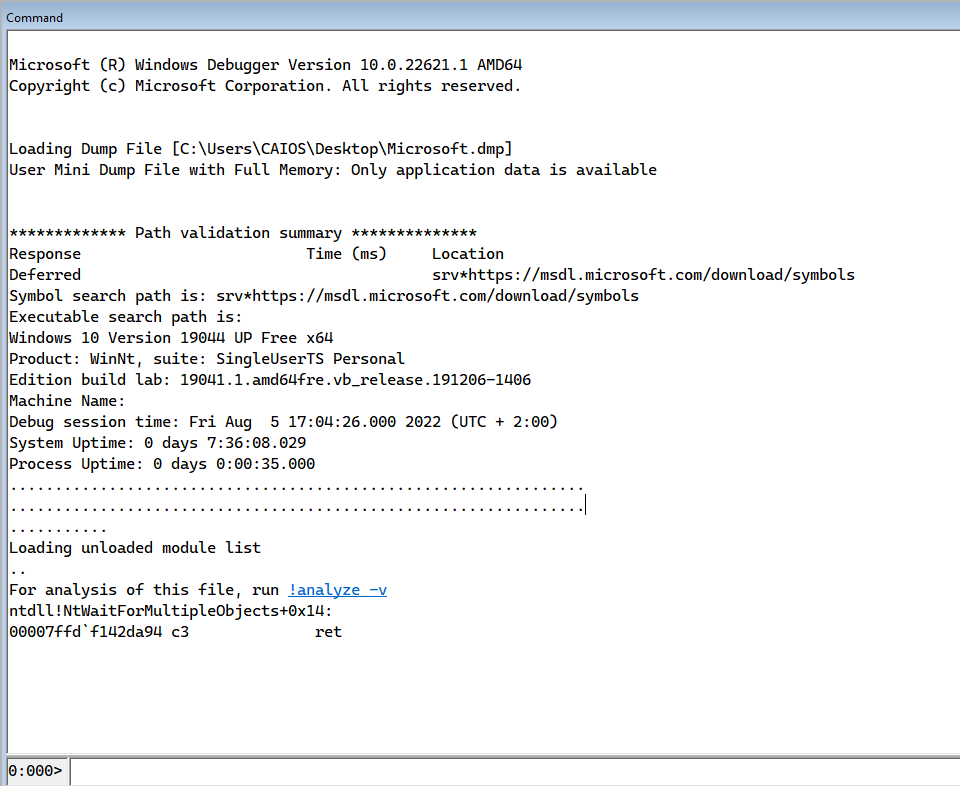 Command
Microsoft (R) Windows Debugger Version 10.0.22621.1 AMD64
Copyright (c) Microsoft Corporation. All rights reserved.
Loading Dump File [C:\Users\CAIOS\Desktop\Microsoft.dmp]
User Mini Dump File with Full Memory: Only application data is available
************* Path validation summary **************
Response                         Time (ms)     Location
Deferred                                       srv*https://msdl.microsoft.com/download/symbols
Symbol search path is: srv*https://msdl.microsoft.com/download/symbols
Executable search path is:
Windows 10 Version 19044 UP Free x64
Product: WinNt, suite: SingleUserTS Personal
Edition build lab: 19041.1.amd64fre.vb_release.191206-1406
Machine Name:
Debug session time: Fri Aug  5 17:04:26.000 2022 (UTC + 2:00)
System Uptime: 0 days 7:36:08.029
Process Uptime: 0 days 0:00:35.000
................................................................
................................................................
...........
Loading unloaded module list
..
For analysis of this file, run !analyze -v
ntdll!NtWaitForMultipleObjects+0x14:
00007ffd`f142da94 c3              ret
0:000>